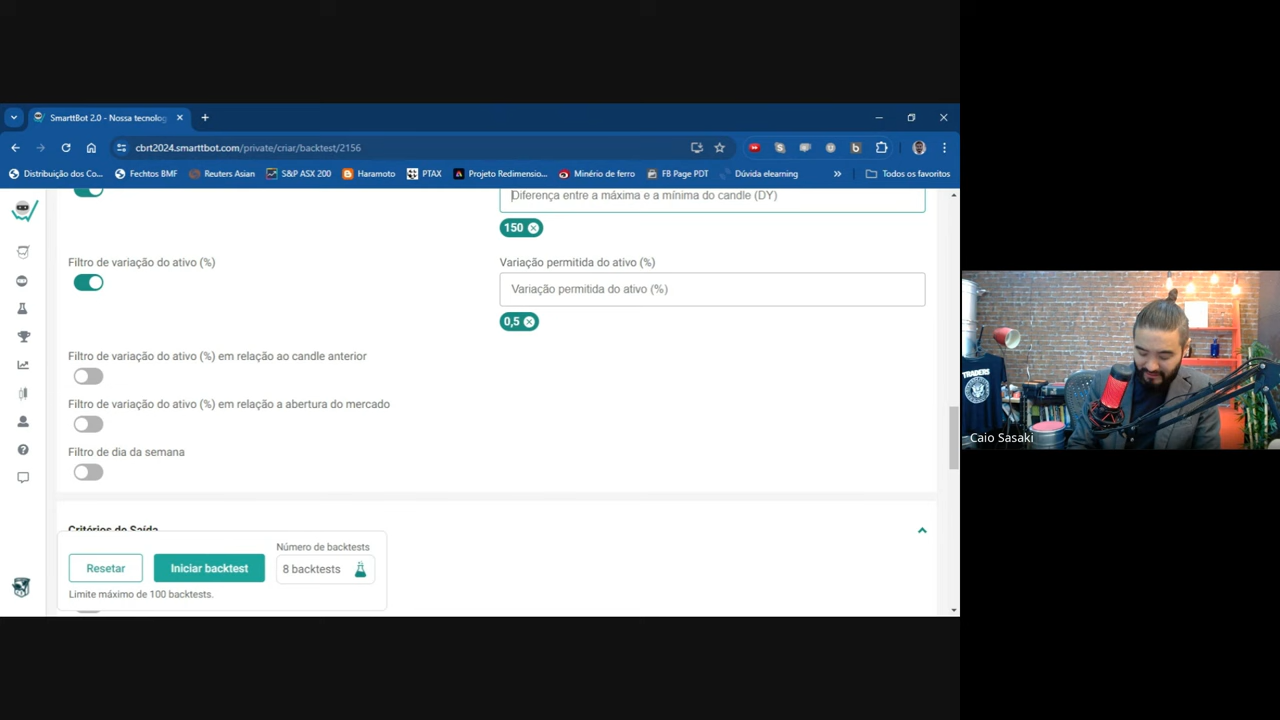 SmarttBot 2.0 - Nossa tecnolog
cbrt2024.smarttbot.com/private/criar/backtest/2156
Distribuição dos Co...
Fechtos BMF
Reuters Asian
S&P ASX 200
Haramoto
PTAX
Projeto Redimensio...
Minério de ferro
FB Page PDT
Dúvida elearning
»
Todos os favoritos
Diferença entre a máxima e a mínima do candle (DY)
150
Filtro de variação do ativo (%)
Variação permitida do ativo (%)
Variação permitida do ativo (%)
0,5
Filtro de variação do ativo (%) em relação ao candle anterior
Filtro de variação do ativo (%) em relação a abertura do mercado
Filtro de dia da semana
Critérios de Saída
Número de backtests
Resetar
Iniciar backtest
8 backtests
Limite máximo de 100 backtests.
TRADERS
Caio Sasaki